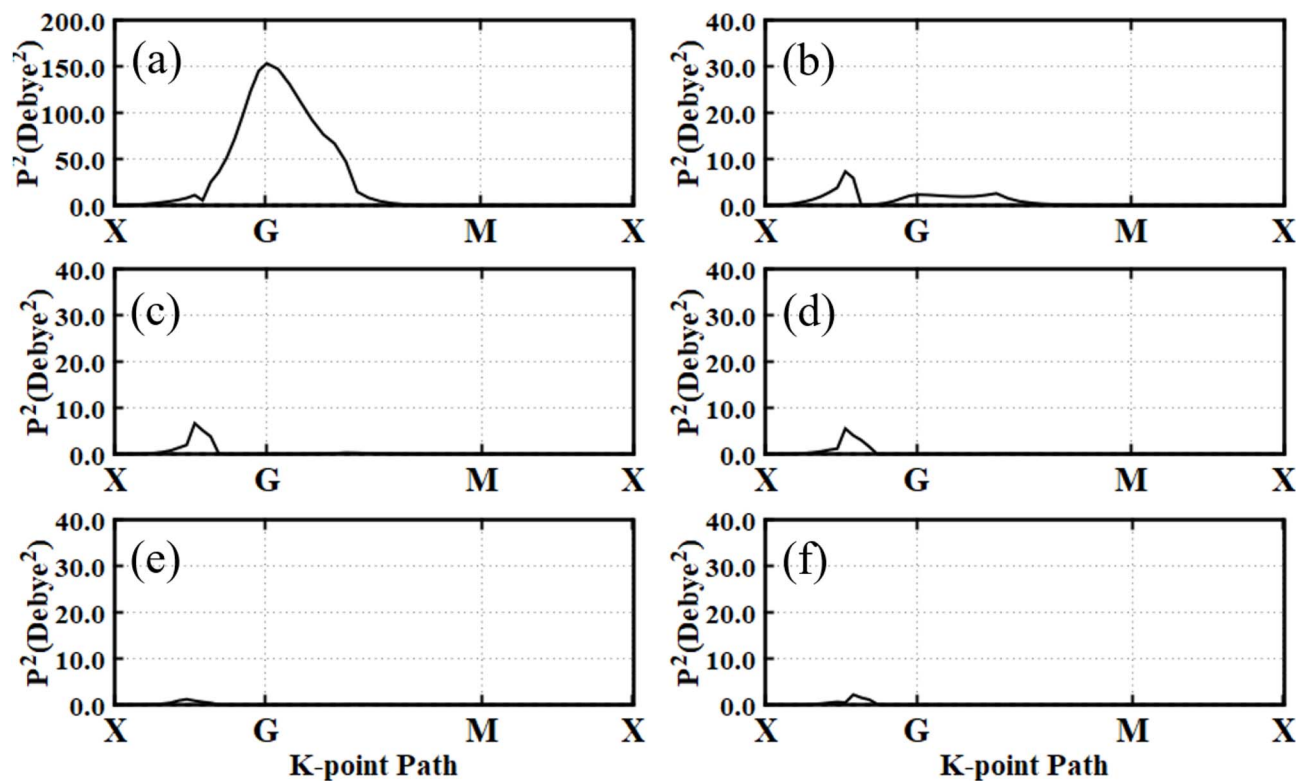 (a)
P²(Debye²)
200.0
150.0
100.0
50.0
0.0
X G M X
(b)
P²(Debye²)
40.0
30.0
20.0
10.0
0.0
X G M X
(c)
P²(Debye²)
40.0
30.0
20.0
10.0
0.0
X G M X
(d)
P²(Debye²)
40.0
30.0
20.0
10.0
0.0
X G M X
(e)
P²(Debye²)
40.0
30.0
20.0
10.0
0.0
X G M X
K-point Path
(f)
P²(Debye²)
40.0
30.0
20.0
10.0
0.0
X G M X
K-point Path